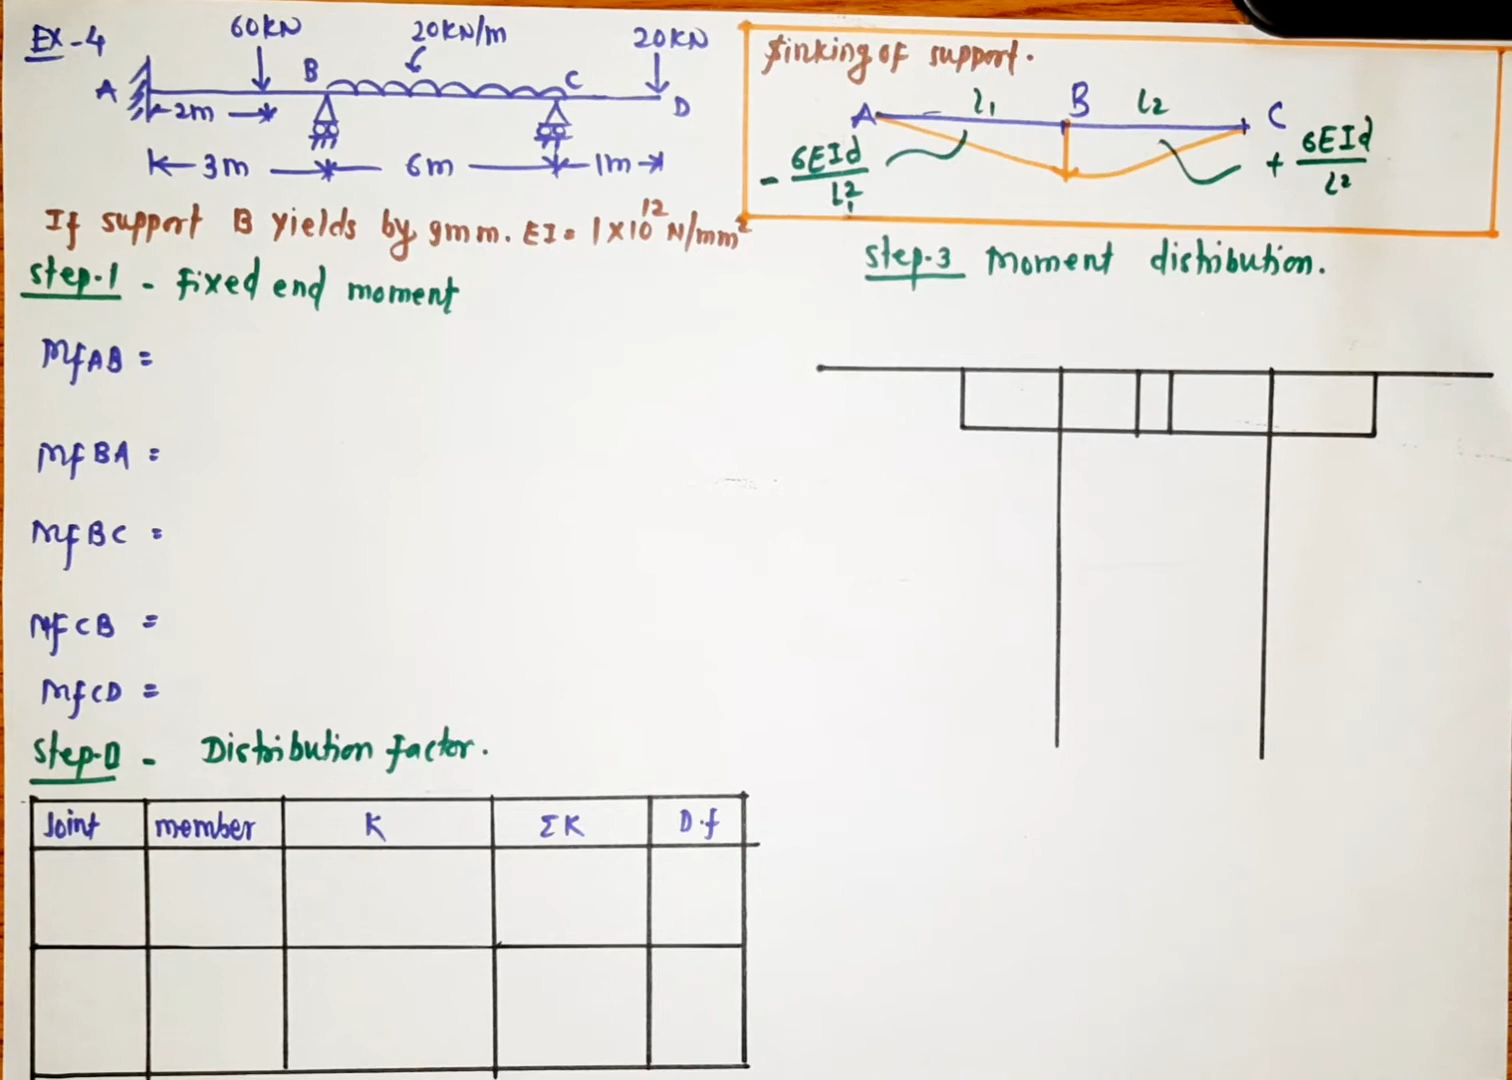 Ex-4
60KN
20KN/m
20KN
A
B
C
D
2m
3m
6m
1m
If support B yields by 9mm. EI = 1×10¹² N/mm²
Step-1 - Fixed end moment
MfAB =
MfBA =
MfBC =
MfCB =
MfCD =
Step-D - Distribution factor.
Joint member K ΣK D.f
Sinking of support.
A l₁ B l₂ C
- 6EId/l₁²
+ 6EId/l²
Step-3 Moment distribution.